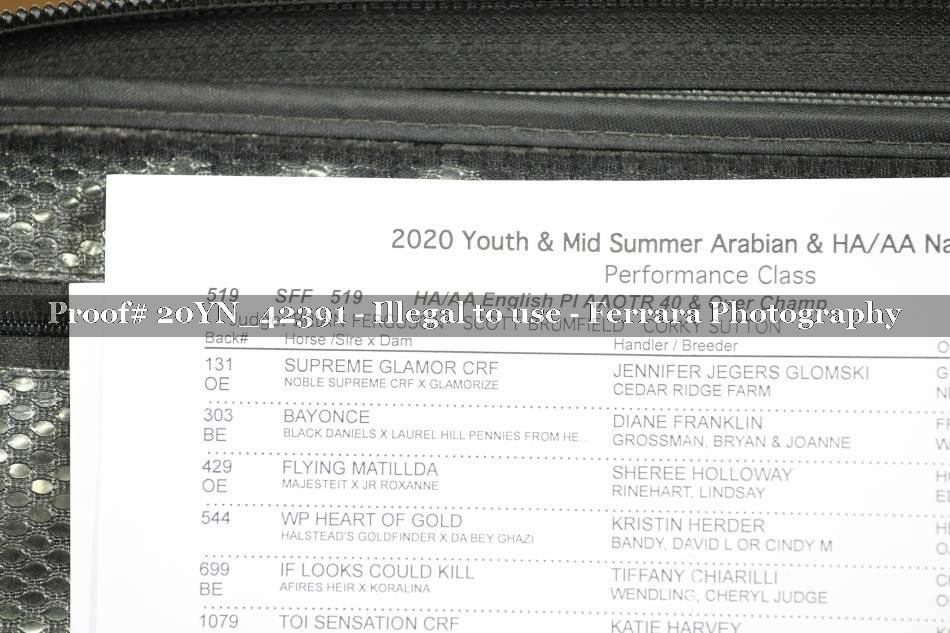 2020 Youth & Mid Summer Arabian & HA/AA Na
Performance Class
519 SFF 519 HA/AA English Pl AAOTR 40 & Over Champ
Proof# 20YN_42391 - Illegal to use - Ferrara Photography
FERGUSON SCOTT BRUMFIELD CORKY SUTTON
Back# Horse /Sire x Dam Handler / Breeder O
131 SUPREME GLAMOR CRF JENNIFER JEGERS GLOMSKI G
OE NOBLE SUPREME CRF X GLAMORIZE CEDAR RIDGE FARM
303 BAYONCE DIANE FRANKLIN
BE BLACK DANIELS X LAUREL HILL PENNIES FROM HE... GROSSMAN, BRYAN & JOANNE W
429 FLYING MATILLDA SHEREE HOLLOWAY
OE MAJESTEIT X JR ROXANNE RINEHART, LINDSAY
544 WP HEART OF GOLD KRISTIN HERDER
HALSTEAD'S GOLDFINDER X DA BEY GHAZI BANDY, DAVID L OR CINDY M
699 IF LOOKS COULD KILL TIFFANY CHIARILLI
BE AFIRES HEIR X KORALINA WENDLING, CHERYL JUDGE
1079 TOI SENSATION CRF KATIE HARVEY